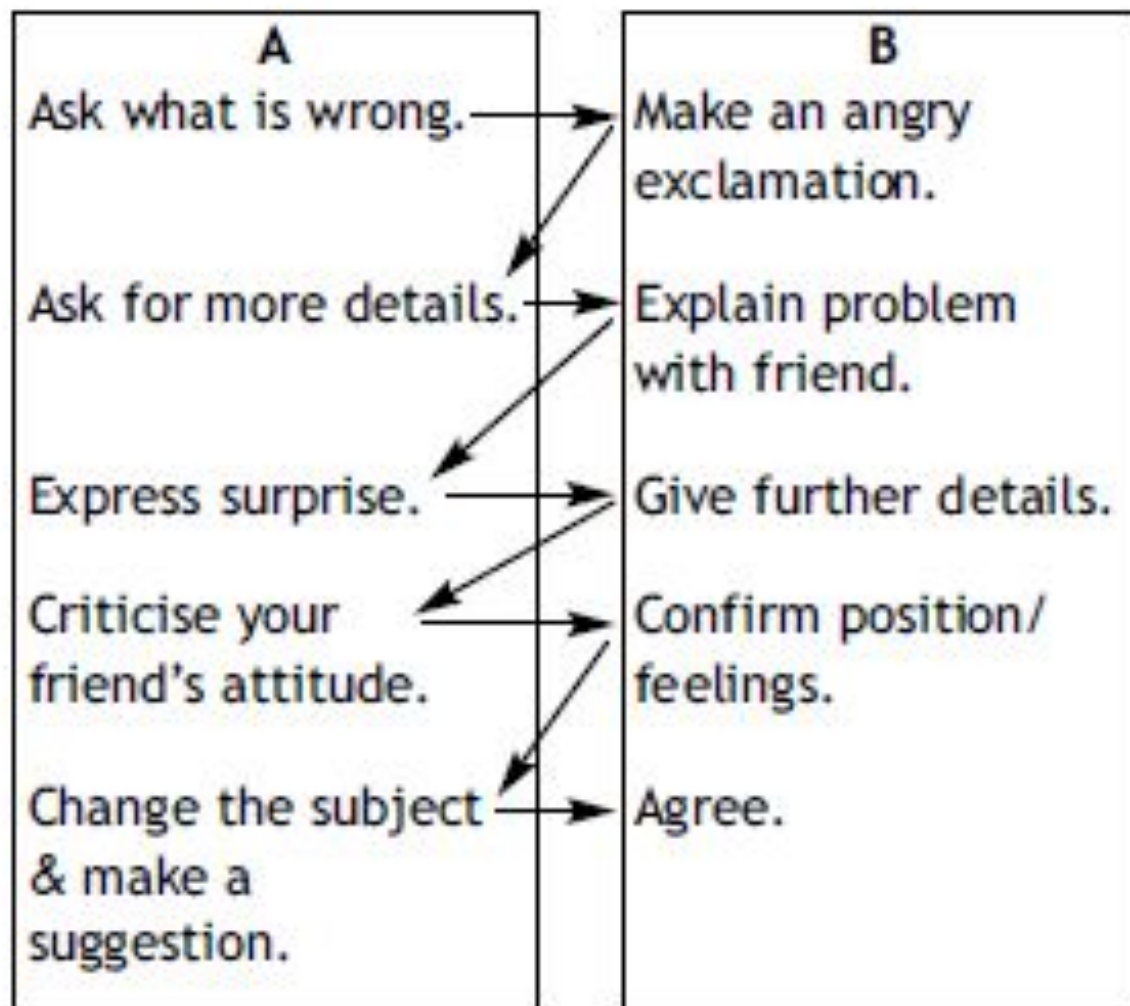 A
Ask what is wrong.
Ask for more details.
Express surprise.
Criticise your
friend's attitude.
Change the subject
& make a
suggestion.
B
Make an angry
exclamation.
Explain problem
with friend.
Give further details.
Confirm position/
feelings.
Agree.